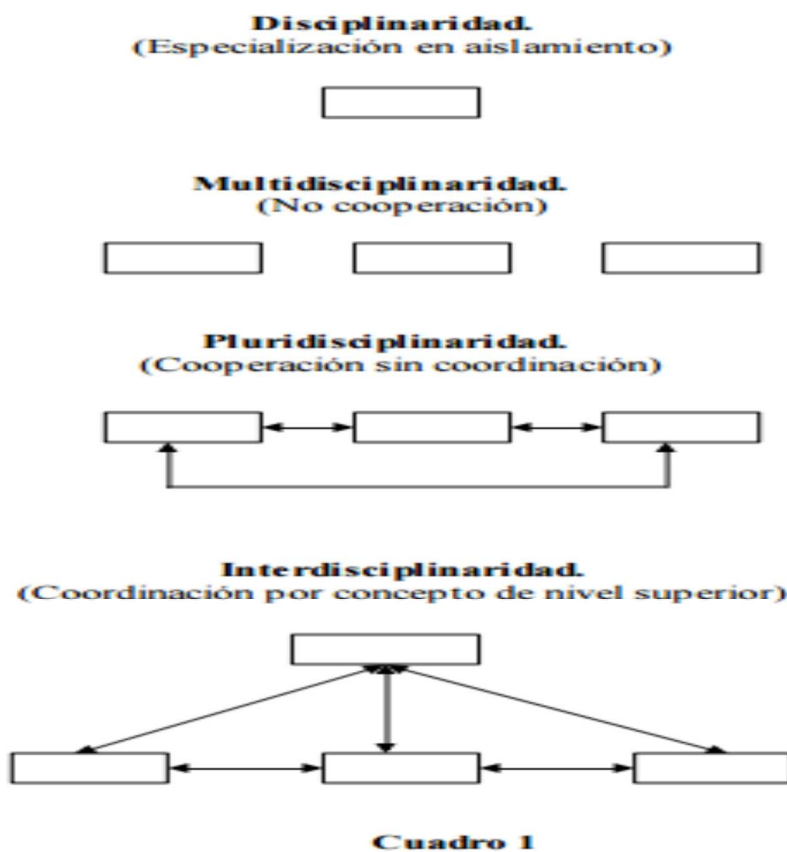 Disciplinaridad.
(Especialización en aislamiento)
Multidisciplinaridad.
(No cooperación)
Pluridisciplinaridad.
(Cooperación sin coordinación)
Interdisciplinaridad.
(Coordinación por concepto de nivel superior)
Cuadro 1